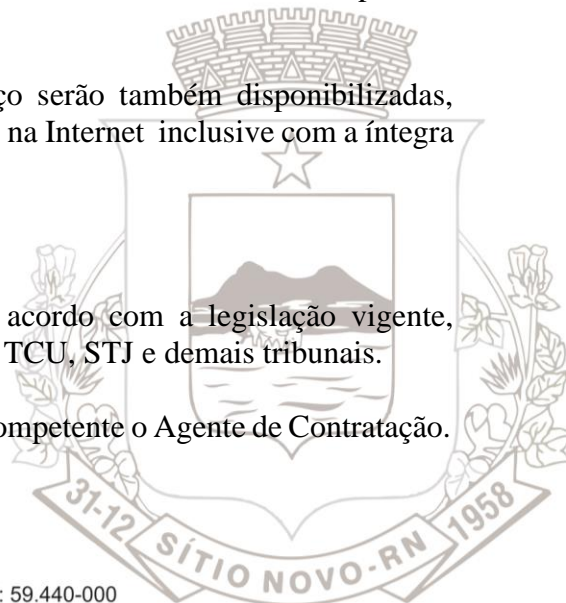 ço serão também disponibilizadas,
na Internet inclusive com a íntegra
acordo com a legislação vigente,
TCU, STJ e demais tribunais.
ompetente o Agente de Contratação.
31-12 SÍTIO NOVO-RN 1958
: 59.440-000